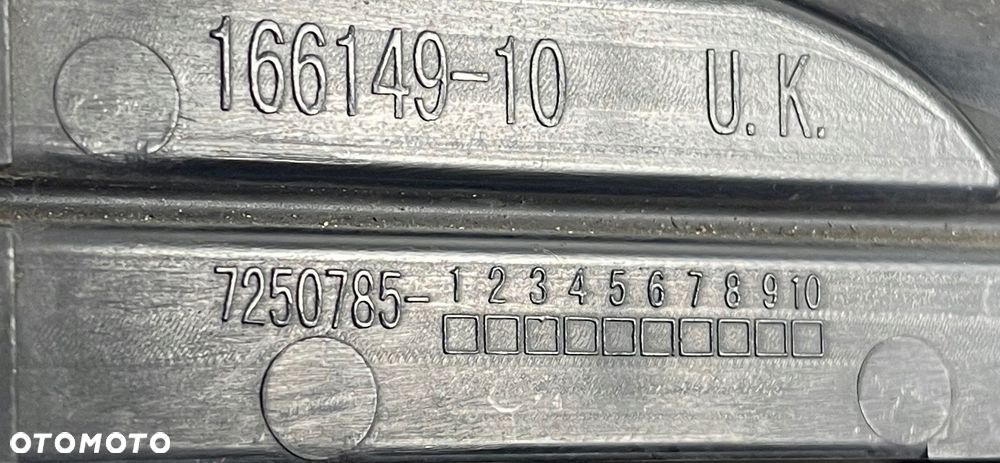 166149-10 U.K.
7250785- 1 2 3 4 5 6 7 8 9 10
OTOMOTO